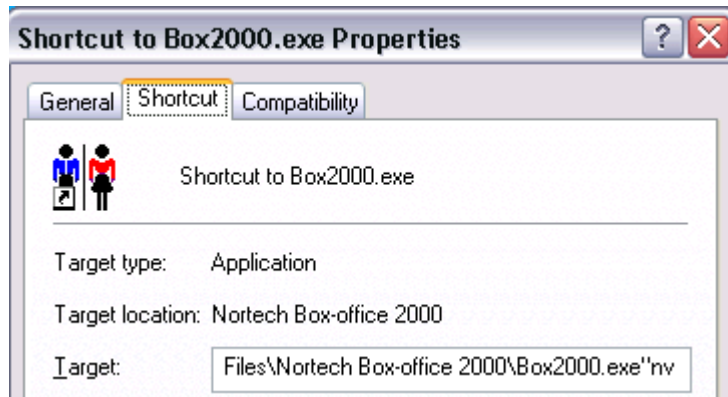 Shortcut to Box2000.exe Properties
?
X
General Shortcut Compatibility
Shortcut to Box2000.exe
Target type: Application
Target location: Nortech Box-office 2000
Target: Files\Nortech Box-office 2000\Box2000.exe"nv